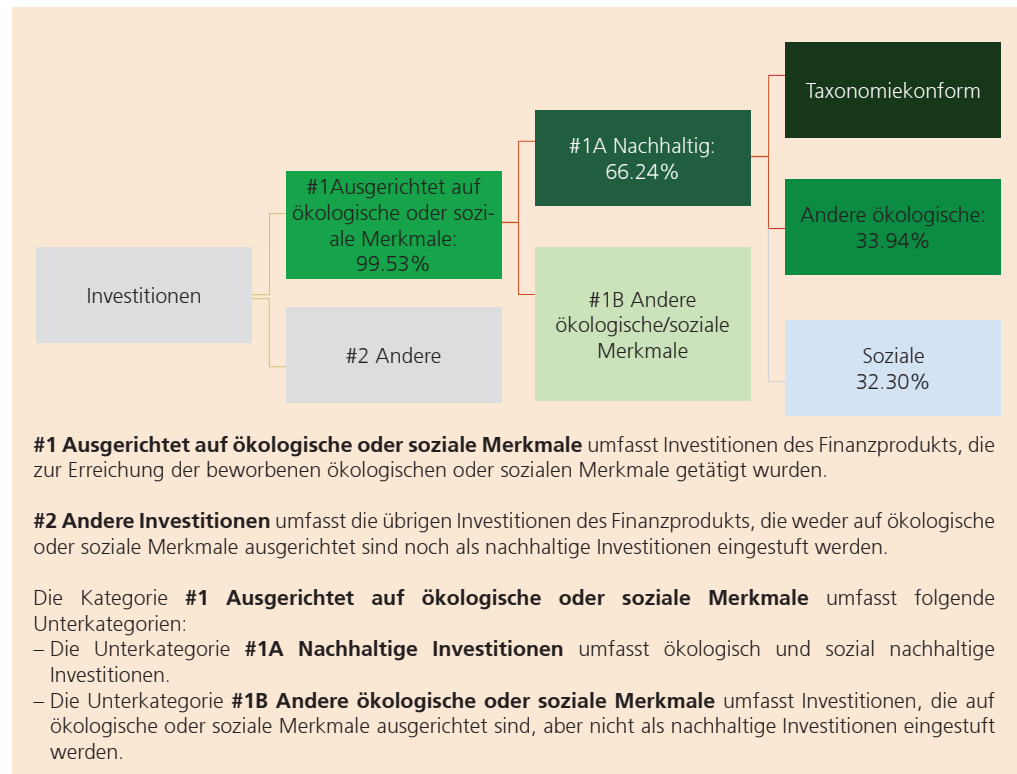 Investitionen
#1Ausgerichtet auf
ökologische oder sozi-
ale Merkmale:
99.53%
#2 Andere
#1A Nachhaltig:
66.24%
#1B Andere
ökologische/soziale
Merkmale
Taxonomiekonform
Andere ökologische:
33.94%
Soziale
32.30%
#1 Ausgerichtet auf ökologische oder soziale Merkmale umfasst Investitionen des Finanzprodukts, die
zur Erreichung der beworbenen ökologischen oder sozialen Merkmale getätigt wurden.
#2 Andere Investitionen umfasst die übrigen Investitionen des Finanzprodukts, die weder auf ökologische
oder soziale Merkmale ausgerichtet sind noch als nachhaltige Investitionen eingestuft werden.
Die Kategorie #1 Ausgerichtet auf ökologische oder soziale Merkmale umfasst folgende
Unterkategorien:
– Die Unterkategorie #1A Nachhaltige Investitionen umfasst ökologisch und sozial nachhaltige
Investitionen.
– Die Unterkategorie #1B Andere ökologische oder soziale Merkmale umfasst Investitionen, die auf
ökologische oder soziale Merkmale ausgerichtet sind, aber nicht als nachhaltige Investitionen eingestuft
werden.